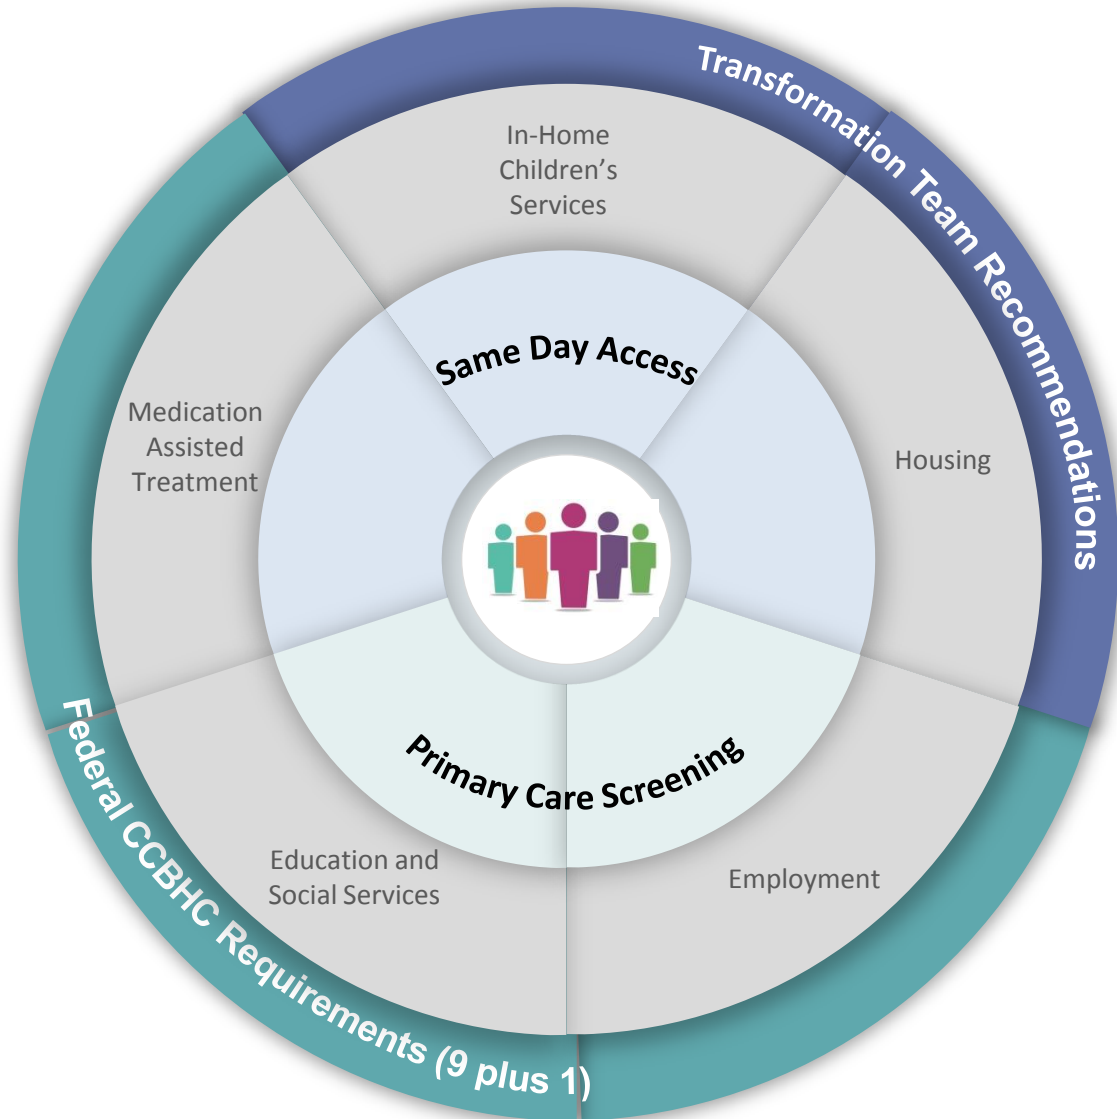 Transformation Team Recommendations
In-Home
Children’s
Services
Same Day Access
Medication
Assisted
Treatment
Housing
Primary Care Screening
Education and
Social Services
Employment
Federal CCBHC Requirements (9 plus 1)